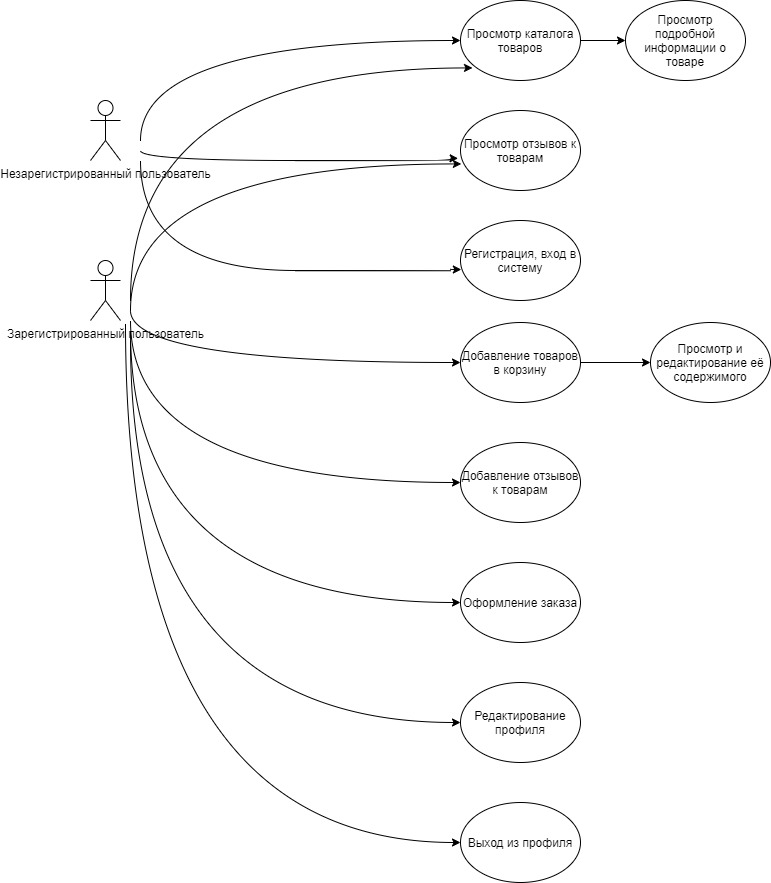 Просмотр каталога
товаров
Просмотр
подробной
информации о
товаре
Просмотр отзывов к
товарам
Незарегистрированный пользователь
Регистрация, вход в
систему
Зарегистрированный пользователь
Добавление товаров
в корзину
Просмотр и
редактирование её
содержимого
Добавление отзывов
к товарам
Оформление заказа
Редактирование
профиля
Выход из профиля